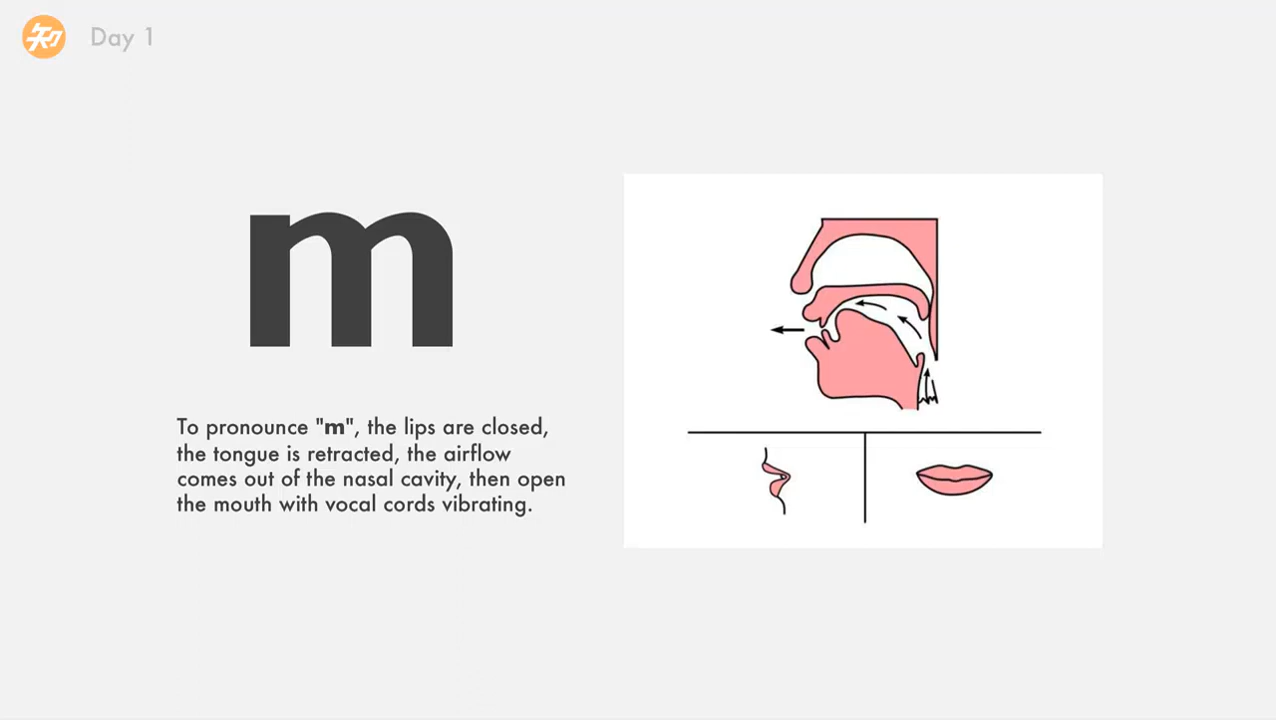 知
Day 1
m
To pronounce "m", the lips are closed,
the tongue is retracted, the airflow
comes out of the nasal cavity, then open
the mouth with vocal cords vibrating.